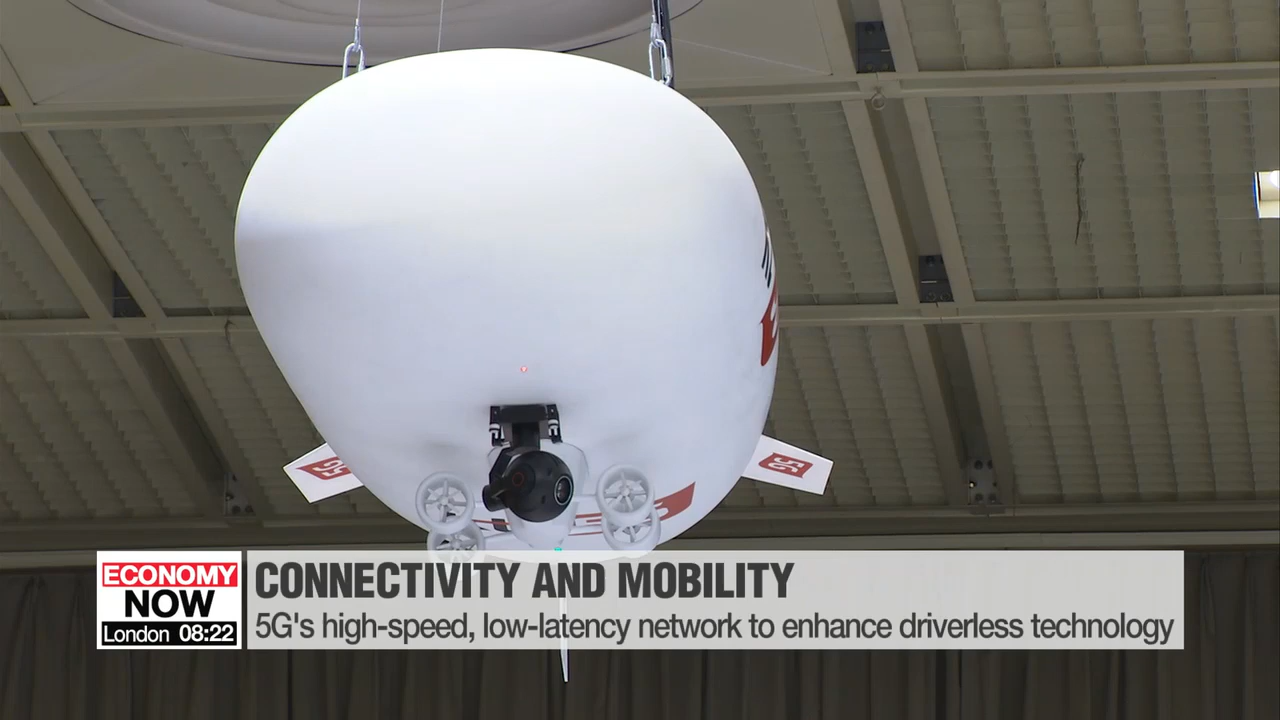 5G
5G
ECONOMY
NOW
London 08:22
CONNECTIVITY AND MOBILITY
5G's high-speed, low-latency network to enhance driverless technology